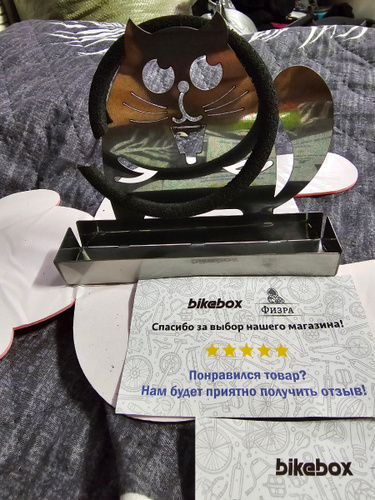 bikebox ФИЗРА
Спасибо за выбор нашего магазина!
Понравился товар?
Нам будет приятно получить отзыв!
bikebox